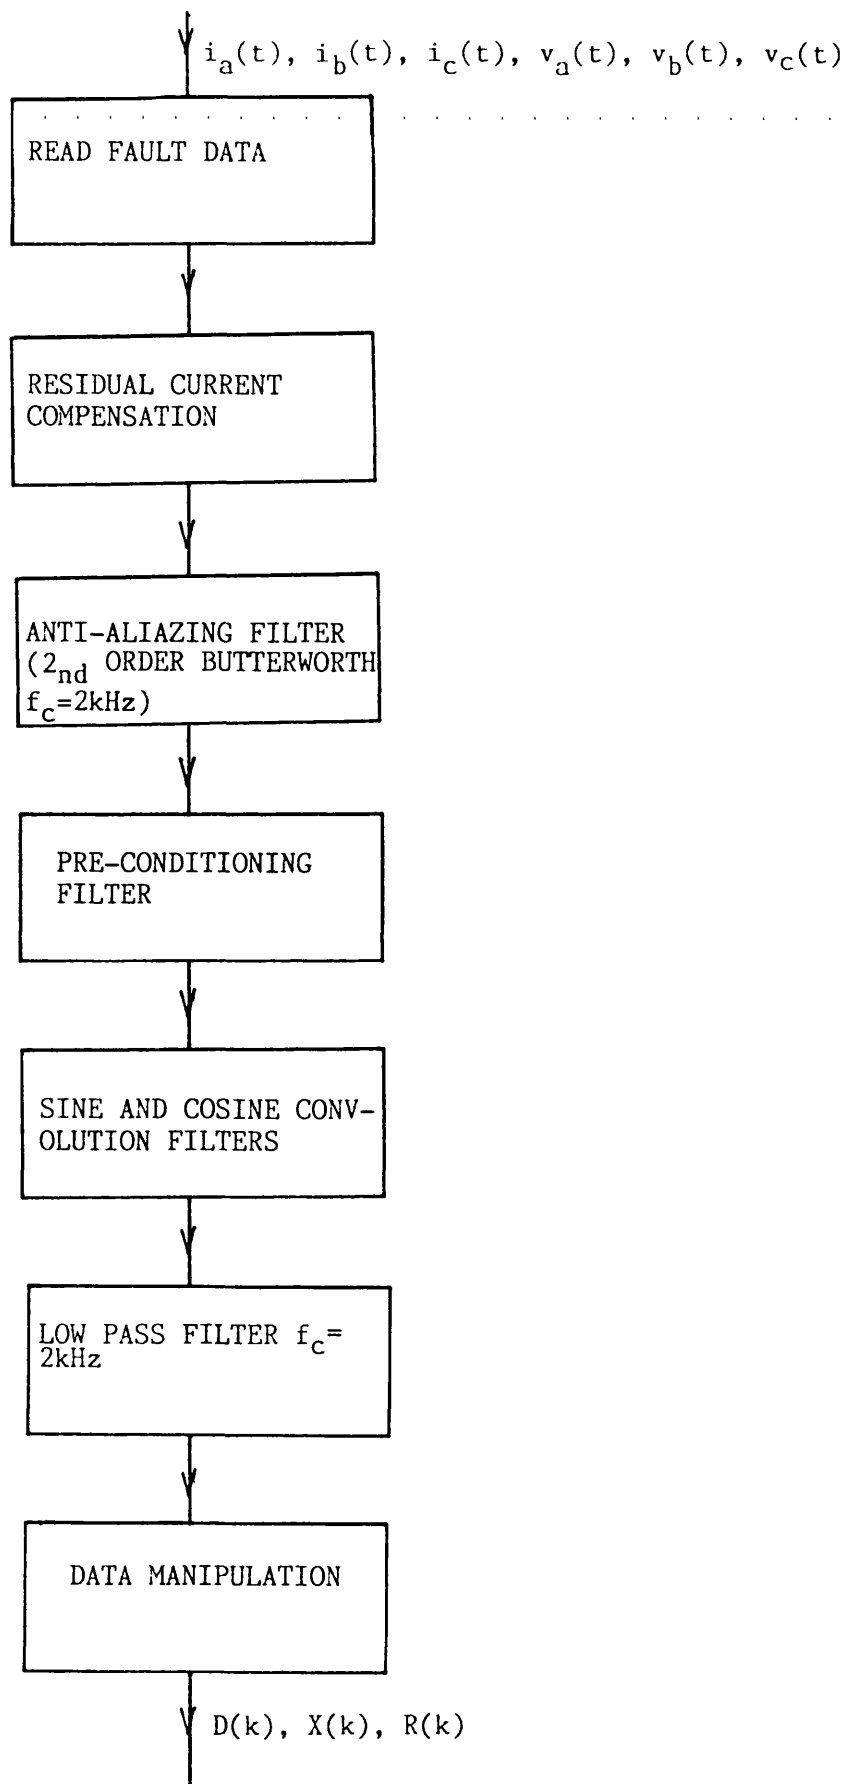 i_a(t), i_b(t), i_c(t), v_a(t), v_b(t), v_c(t)
READ FAULT DATA
RESIDUAL CURRENT
COMPENSATION
ANTI-ALIAZING FILTER
(2nd ORDER BUTTERWORTH
f_c=2kHz)
PRE-CONDITIONING
FILTER
SINE AND COSINE CONV-
OLUTION FILTERS
LOW PASS FILTER f_c=
2kHz
DATA MANIPULATION
D(k), X(k), R(k)